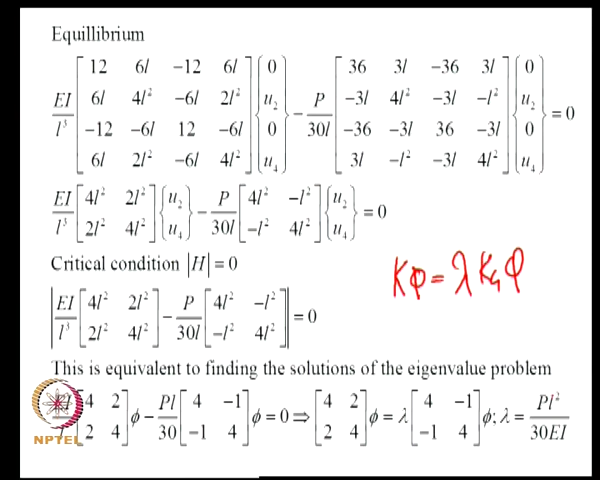 Equillibrium
EI/l³ [12 6l −12 6l; 6l 4l² −6l 2l²; −12 −6l 12 −6l; 6l 2l² −6l 4l²] {0; u₂; 0; u₄} − P/30l [36 3l −36 3l; −3l 4l² −3l −l²; −36 −3l 36 −3l; 3l −l² −3l 4l²] {0; u₂; 0; u₄} = 0
EI/l³ [4l² 2l²; 2l² 4l²] {u₂; u₄} − P/30l [4l² −l²; −l² 4l²] {u₂; u₄} = 0
Critical condition |H| = 0
Kφ = λ K_G φ
|EI/l³ [4l² 2l²; 2l² 4l²] − P/30l [4l² −l²; −l² 4l²]| = 0
This is equivalent to finding the solutions of the eigenvalue problem
[4 2; 2 4] φ − Pl/30 [4 −1; −1 4] φ = 0 ⇒ [4 2; 2 4] φ = λ [4 −1; −1 4] φ; λ = Pl²/30EI
NPTEL